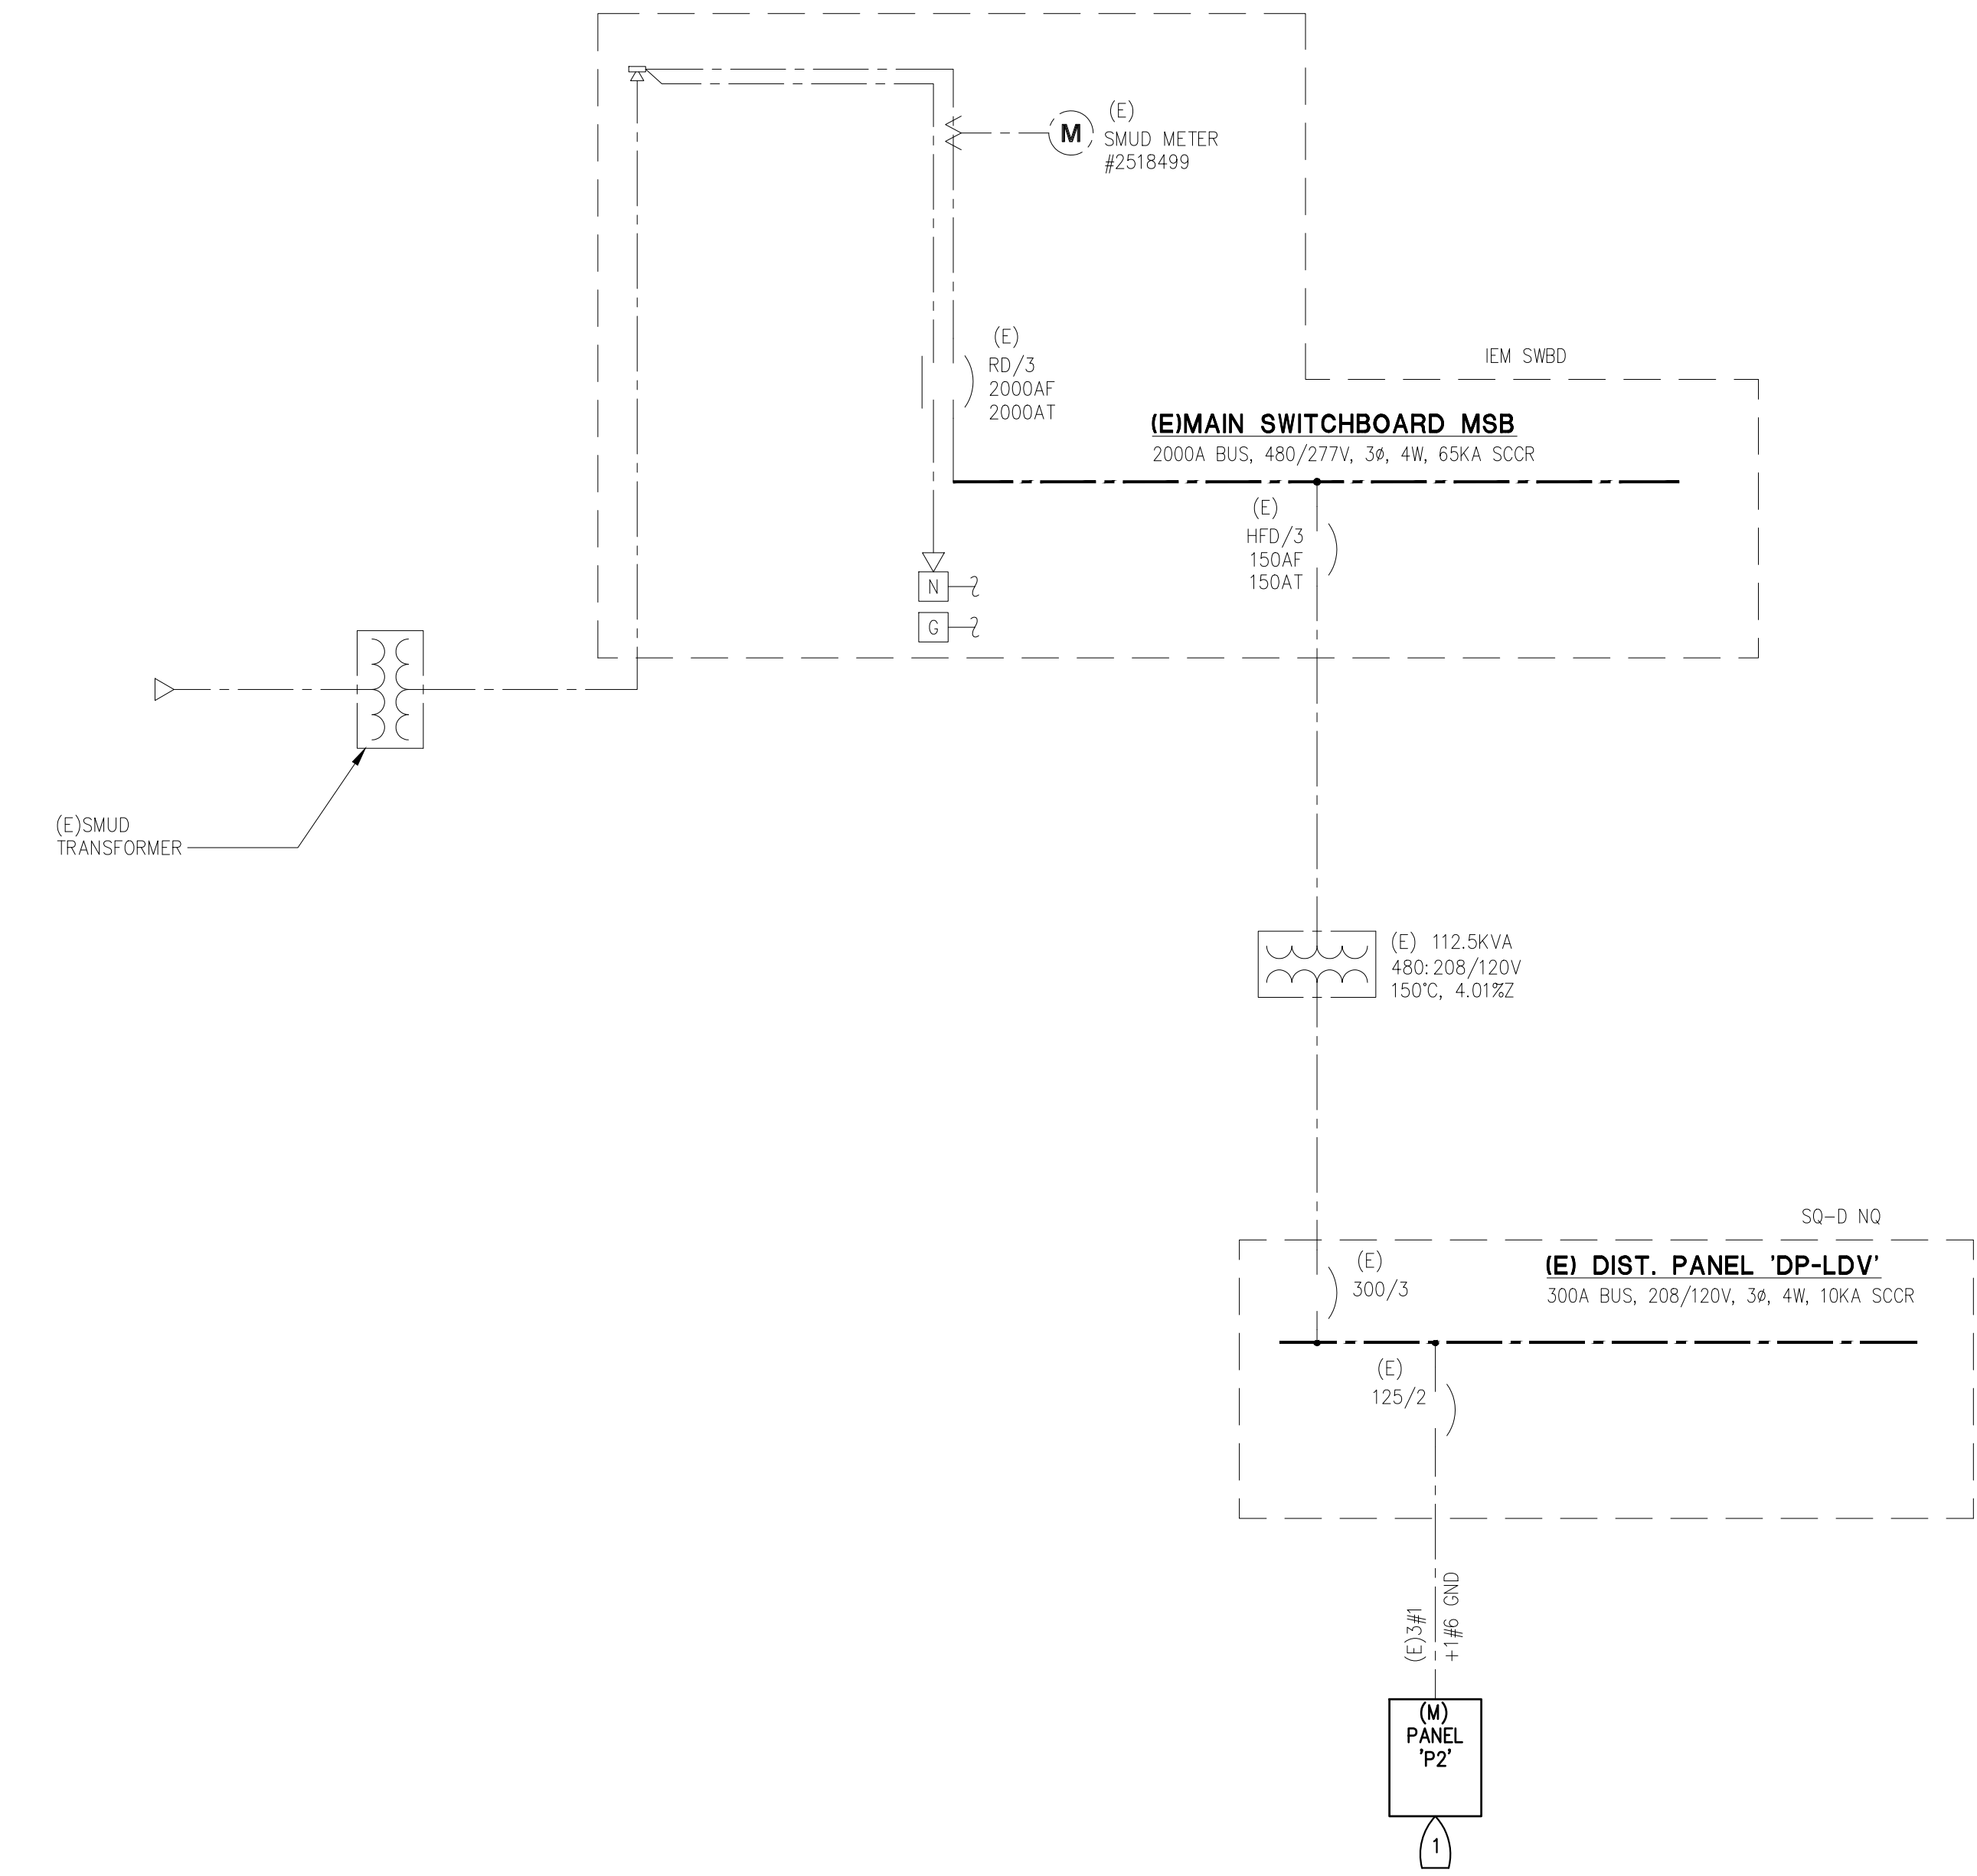 (E)
SMUD METER
#2518499
M
(E)
RD/3
2000AF
2000AT
IEM SWBD
(E)MAIN SWITCHBOARD MSB
2000A BUS, 480/277V, 3ø, 4W, 65KA SCCR
(E)
HFD/3
150AF
150AT
N
G
(E)SMUD
TRANSFORMER
(E) 112.5KVA
480:208/120V
150°C, 4.01%Z
SQ-D NQ
(E)
300/3
(E) DIST. PANEL 'DP-LDV'
300A BUS, 208/120V, 3ø, 4W, 10KA SCCR
(E)
125/2
(E)3#1
+1#6 GND
(M)
PANEL
'P2'
1